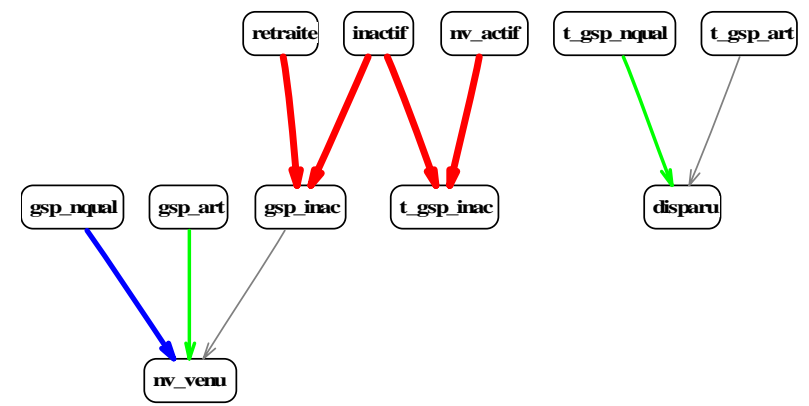 retraite inactif nv_actif t_gsp_nqual t_gsp_art
gsp_nqual gsp_art gsp_inac t_gsp_inac disparu
nv_venu